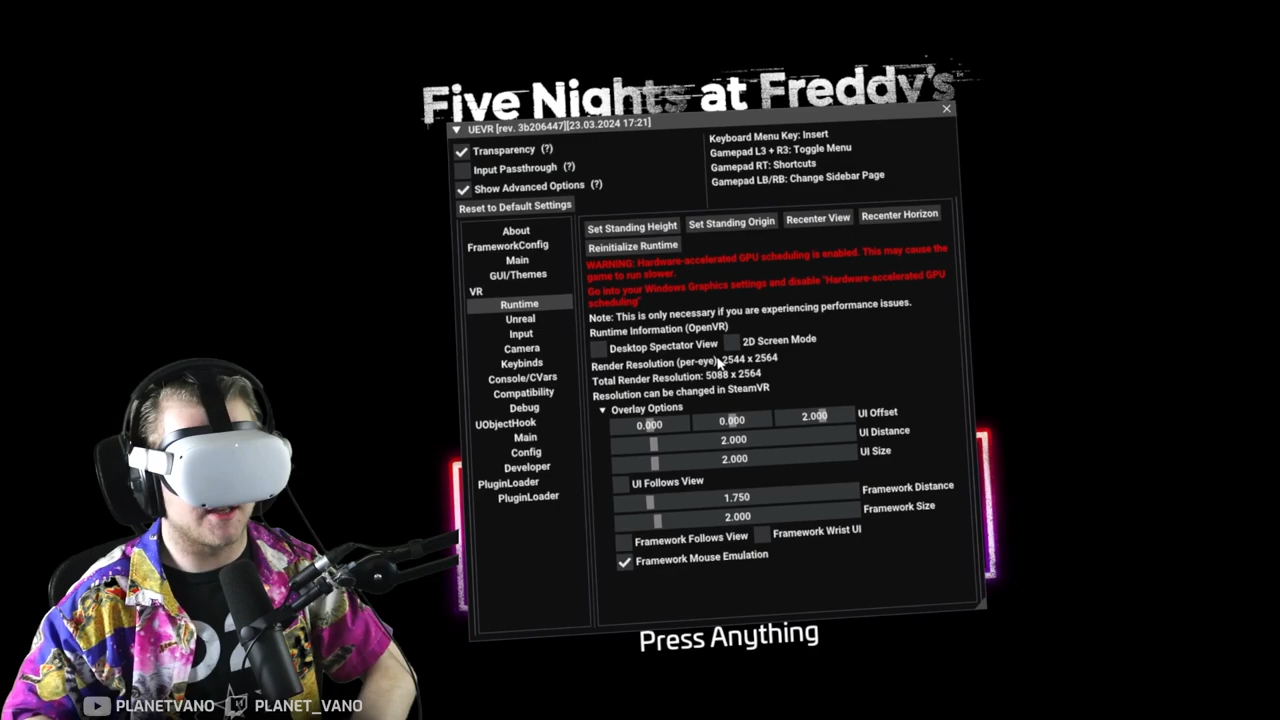 Five Nights at Freddy's
UEVR [rev. 3b206447][23.03.2024 17:21]
Transparency (?)
Input Passthrough (?)
Show Advanced Options (?)
Reset to Default Settings
Keyboard Menu Key: Insert
Gamepad L3 + R3: Toggle Menu
Gamepad RT: Shortcuts
Gamepad LB/RB: Change Sidebar Page
About
FrameworkConfig
Main
GUI/Themes
VR
Runtime
Unreal
Input
Camera
Keybinds
Console/CVars
Compatibility
Debug
UObjectHook
Main
Config
Developer
PluginLoader
PluginLoader
Set Standing Height Set Standing Origin Recenter View Recenter Horizon
Reinitialize Runtime
WARNING: Hardware-accelerated GPU scheduling is enabled. This may cause the
game to run slower.
Go into your Windows Graphics settings and disable "Hardware-accelerated GPU
scheduling"
Note: This is only necessary if you are experiencing performance issues.
Runtime Information (OpenVR)
Desktop Spectator View 2D Screen Mode
Render Resolution (per-eye): 2544 x 2564
Total Render Resolution: 5088 x 2564
Resolution can be changed in SteamVR
Overlay Options
0.000 0.000 2.000 UI Offset
2.000 UI Distance
2.000 UI Size
UI Follows View
1.750 Framework Distance
2.000 Framework Size
Framework Follows View Framework Wrist UI
Framework Mouse Emulation
Press Anything
PLANETVANO PLANET_VANO